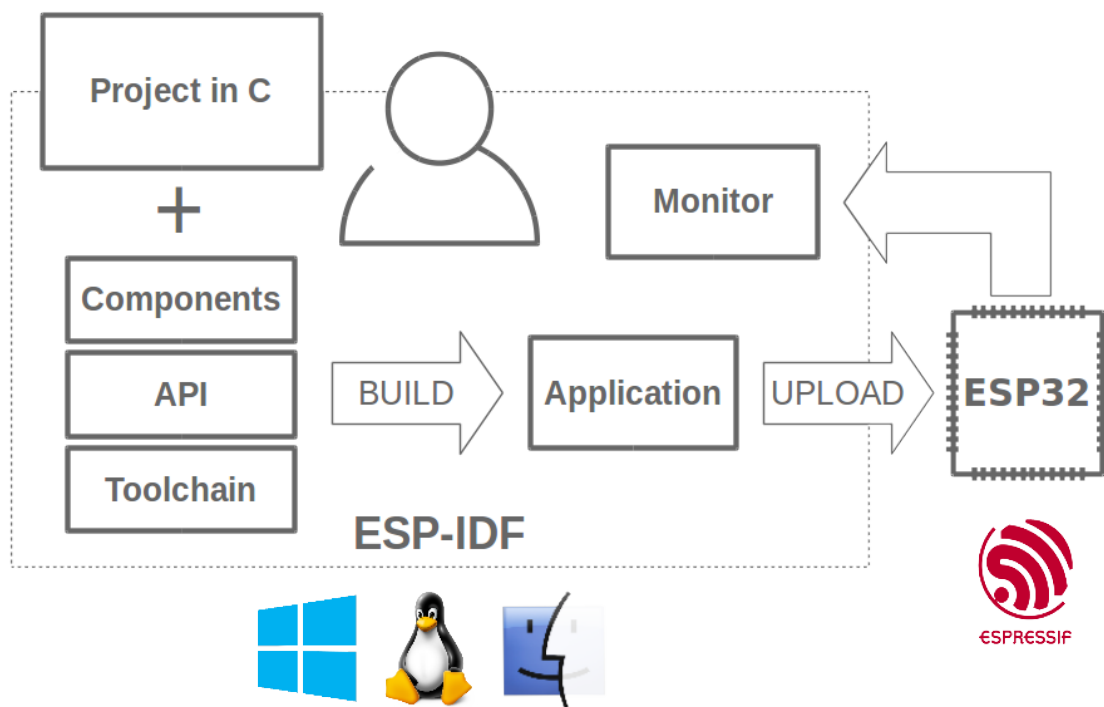 Project in C
+
Components
API
Toolchain
BUILD
Application
UPLOAD
Monitor
ESP32
ESP-IDF
ESPRESSIF